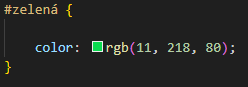 #zelená {
color: rgb(11, 218, 80);
}